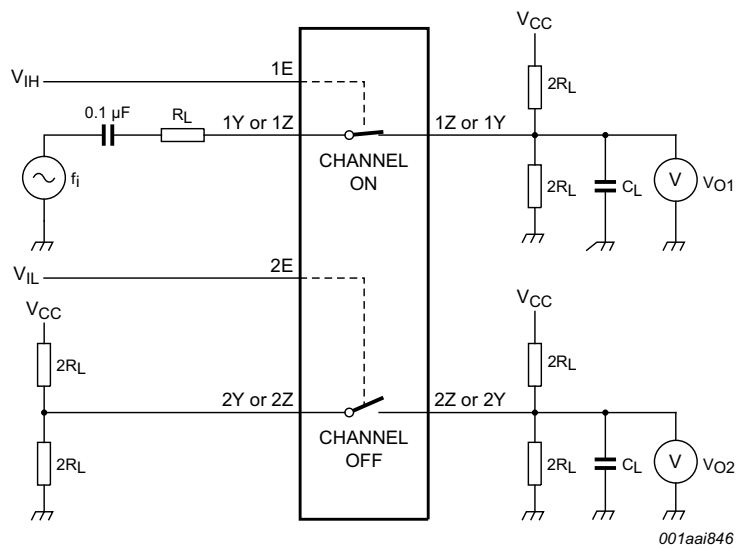 VCC
VIH
1E
2RL
0.1 µF
RL
1Y or 1Z
1Z or 1Y
CHANNEL
ON
fi
2RL
CL
V
VO1
VIL
2E
VCC
VCC
2RL
2RL
2Y or 2Z
2Z or 2Y
CHANNEL
OFF
2RL
2RL
CL
V
VO2
001aai846